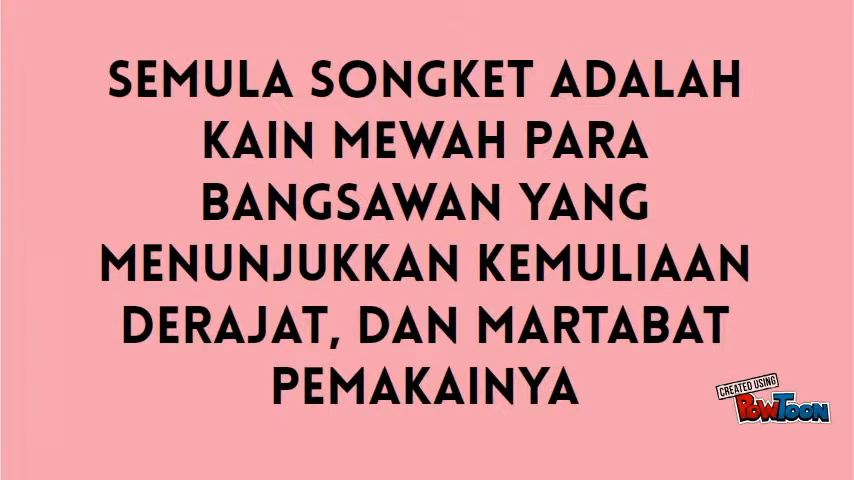 SEMULA SONGKET ADALAH
KAIN MEWAH PARA
BANGSAWAN YANG
MENUNJUKKAN KEMULIAAN
DERAJAT, DAN MARTABAT
PEMAKAINYA
CREATED USING
POWTOON